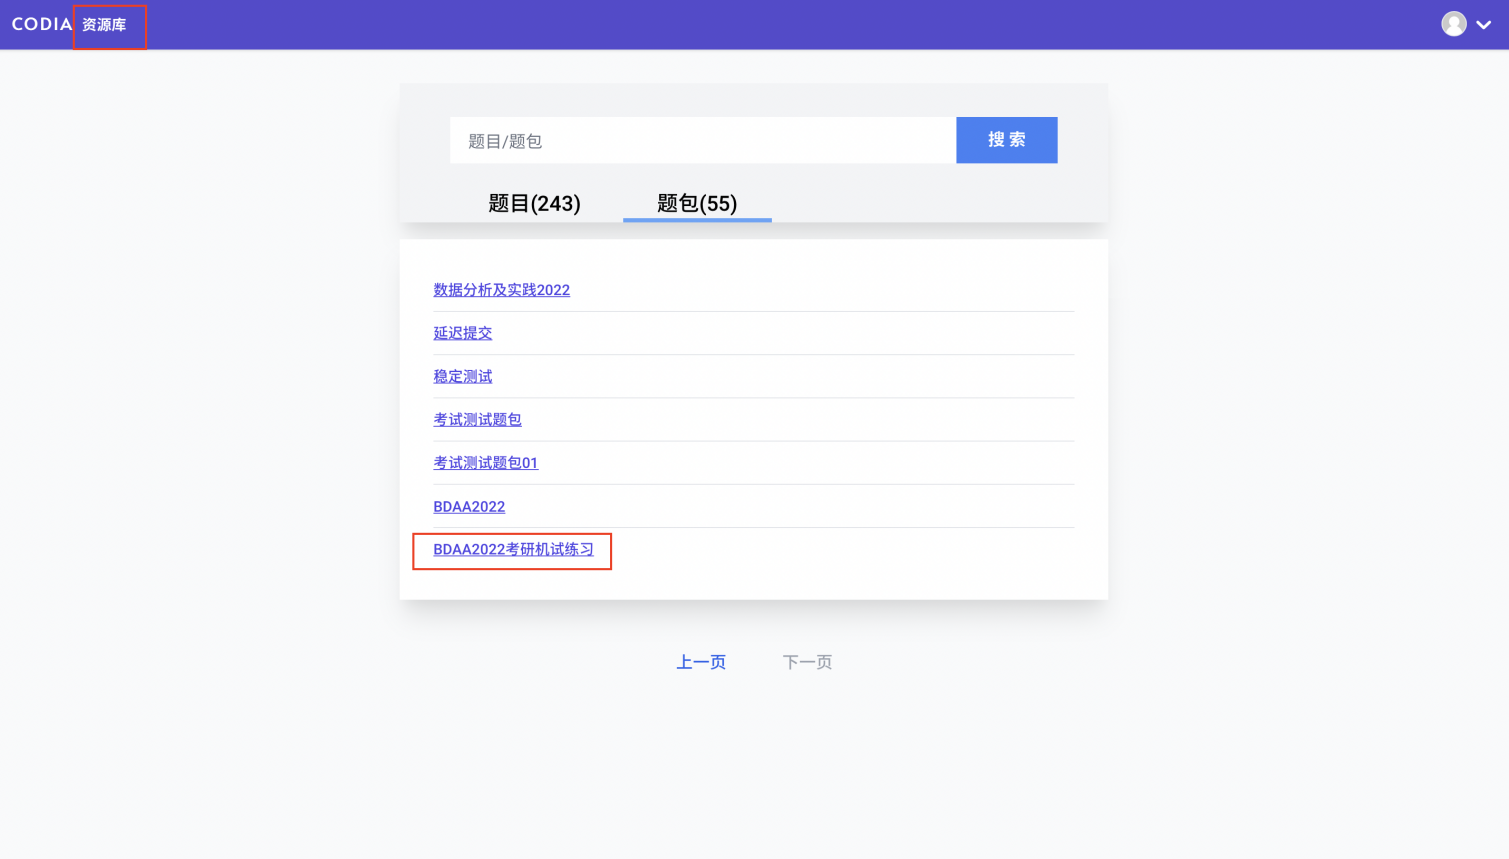 CODIA 资源库
题目/题包
搜 索
题目(243) 题包(55)
数据分析及实践2022
延迟提交
稳定测试
考试测试题包
考试测试题包01
BDAA2022
BDAA2022考研机试练习
上一页 下一页